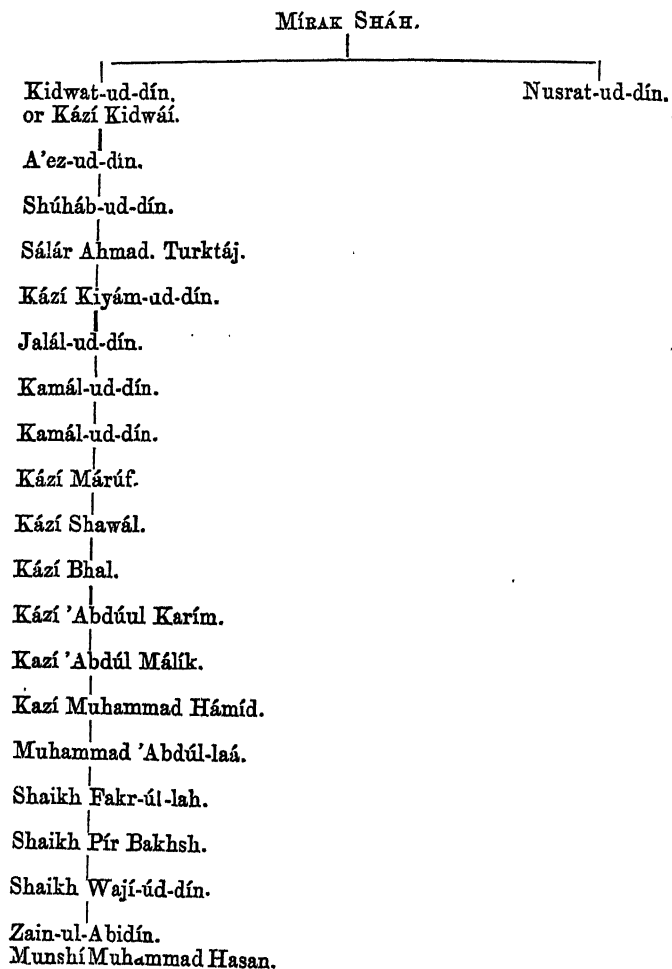 MÍRAK SHÁH.
Kidwat-ud-dín, Nusrat-ud-dín.
or Kází Kidwáí.
A'ez-ud-dín.
Shúháb-ud-dín.
Sálár Ahmad. Turktáj.
Kází Kiyám-ud-dín.
Jalál-ud-dín.
Kamál-ud-dín.
Kamál-ud-dín.
Kází Márúf.
Kází Shawál.
Kází Bhal.
Kází 'Abdúul Karím.
Kazí 'Abdúl Málík.
Kazí Muhammad Hámíd.
Muhammad 'Abdúl-laá.
Shaikh Fakr-úl-lah.
Shaikh Pír Bakhsh.
Shaikh Wají-úd-dín.
Zain-ul-Abidín.
Munshí Muhammad Hasan.